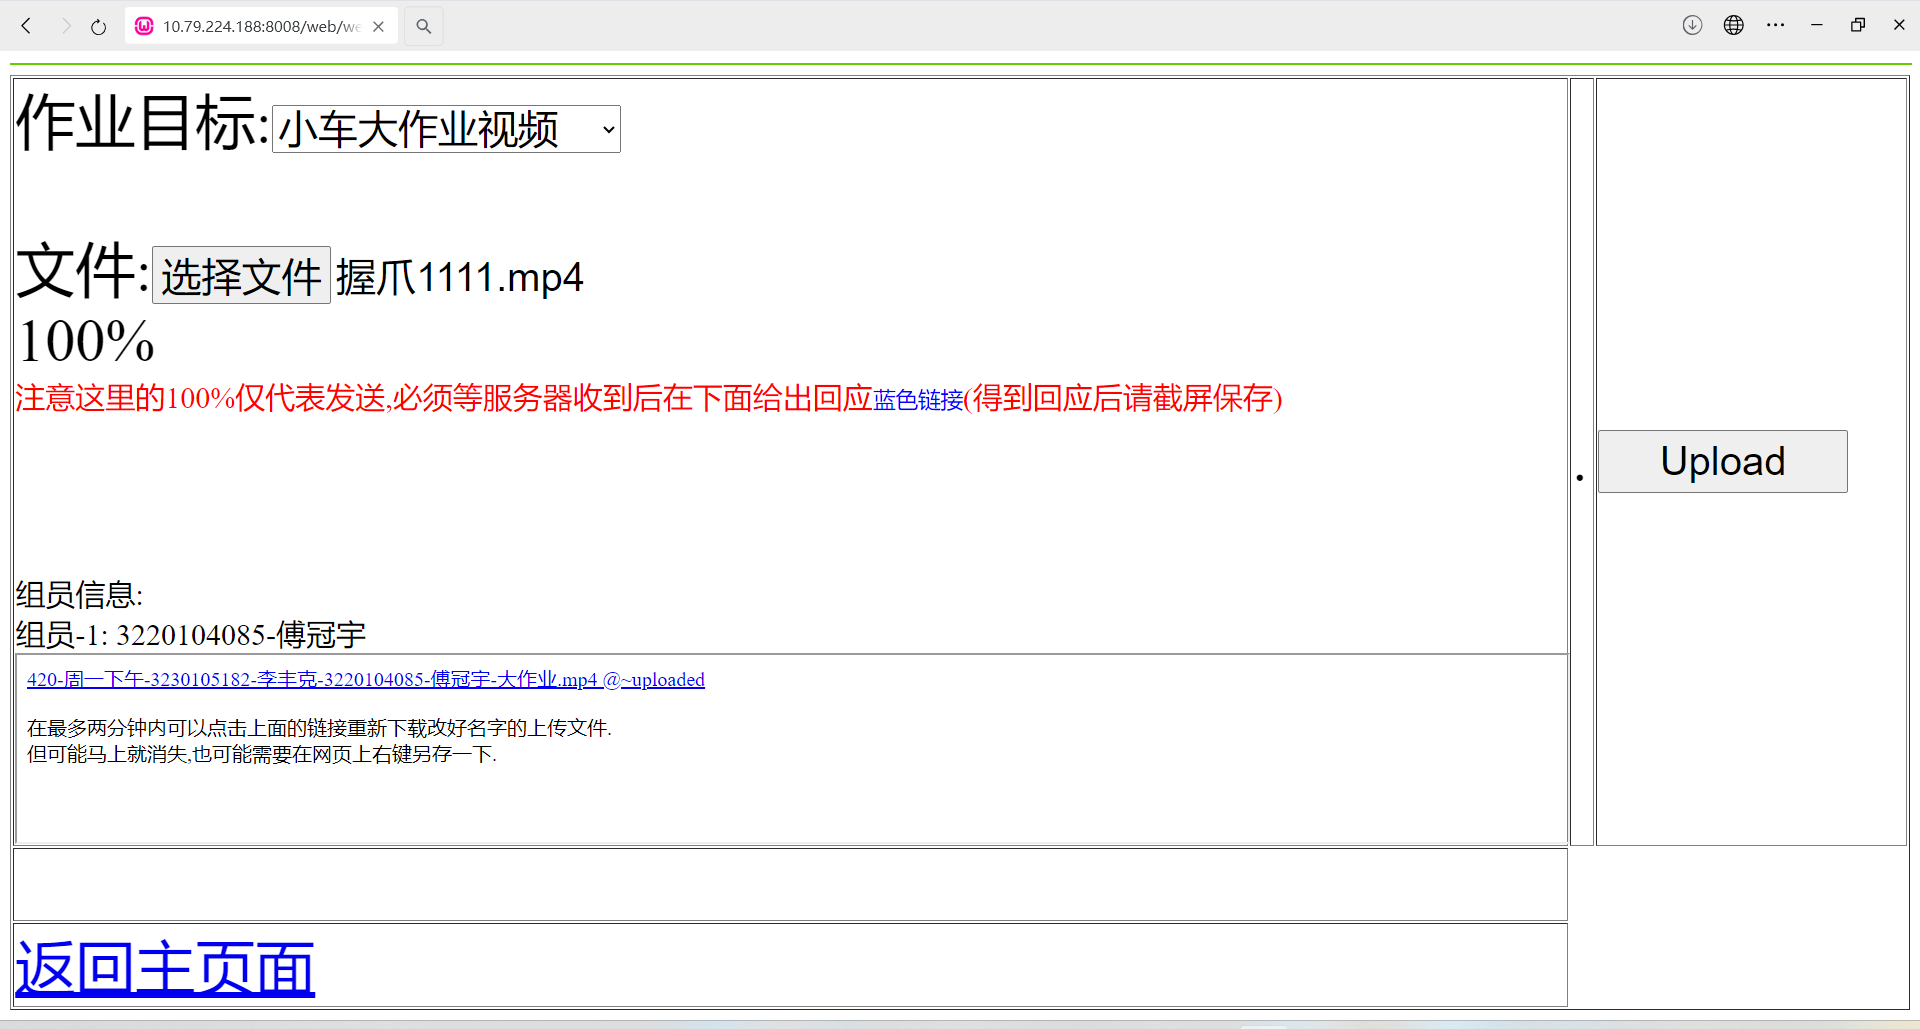 10.79.224.188:8008/web/we
作业目标:小车大作业视频
文件:选择文件 握爪1111.mp4
100%
注意这里的100%仅代表发送,必须等服务器收到后在下面给出回应蓝色链接(得到回应后请截屏保存)
Upload
组员信息:
组员-1: 3220104085-傅冠宇
420-周一下午-3230105182-李丰克-3220104085-傅冠宇-大作业.mp4 @~uploaded
在最多两分钟内可以点击上面的链接重新下载改好名字的上传文件.
但可能马上就消失,也可能需要在网页上右键另存一下.
返回主页面